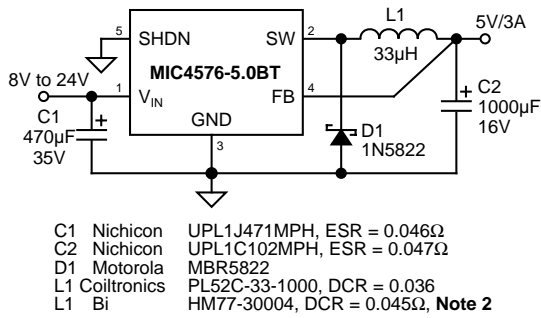 L1
5V/3A
5 SHDN SW 2
33µH
8V to 24V
MIC4576-5.0BT
1 VIN FB 4
C1
470µF
35V
GND
3
D1
1N5822
C2
1000µF
16V
C1 Nichicon UPL1J471MPH, ESR = 0.046Ω
C2 Nichicon UPL1C102MPH, ESR = 0.047Ω
D1 Motorola MBR5822
L1 Coiltronics PL52C-33-1000, DCR = 0.036
L1 Bi HM77-30004, DCR = 0.045Ω, Note 2